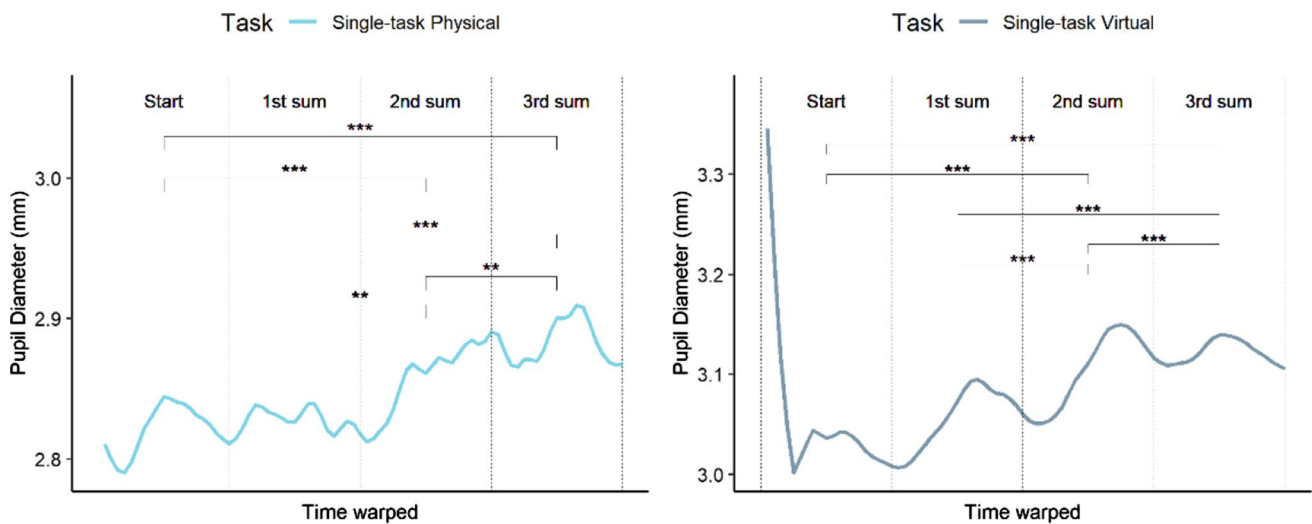 Task Single-task Physical
Start 1st sum 2nd sum 3rd sum
***
***
***
**
**
3.0
2.9
2.8
Pupil Diameter (mm)
Time warped
Task Single-task Virtual
Start 1st sum 2nd sum 3rd sum
***
***
***
***
***
3.3
3.2
3.1
3.0
Pupil Diameter (mm)
Time warped